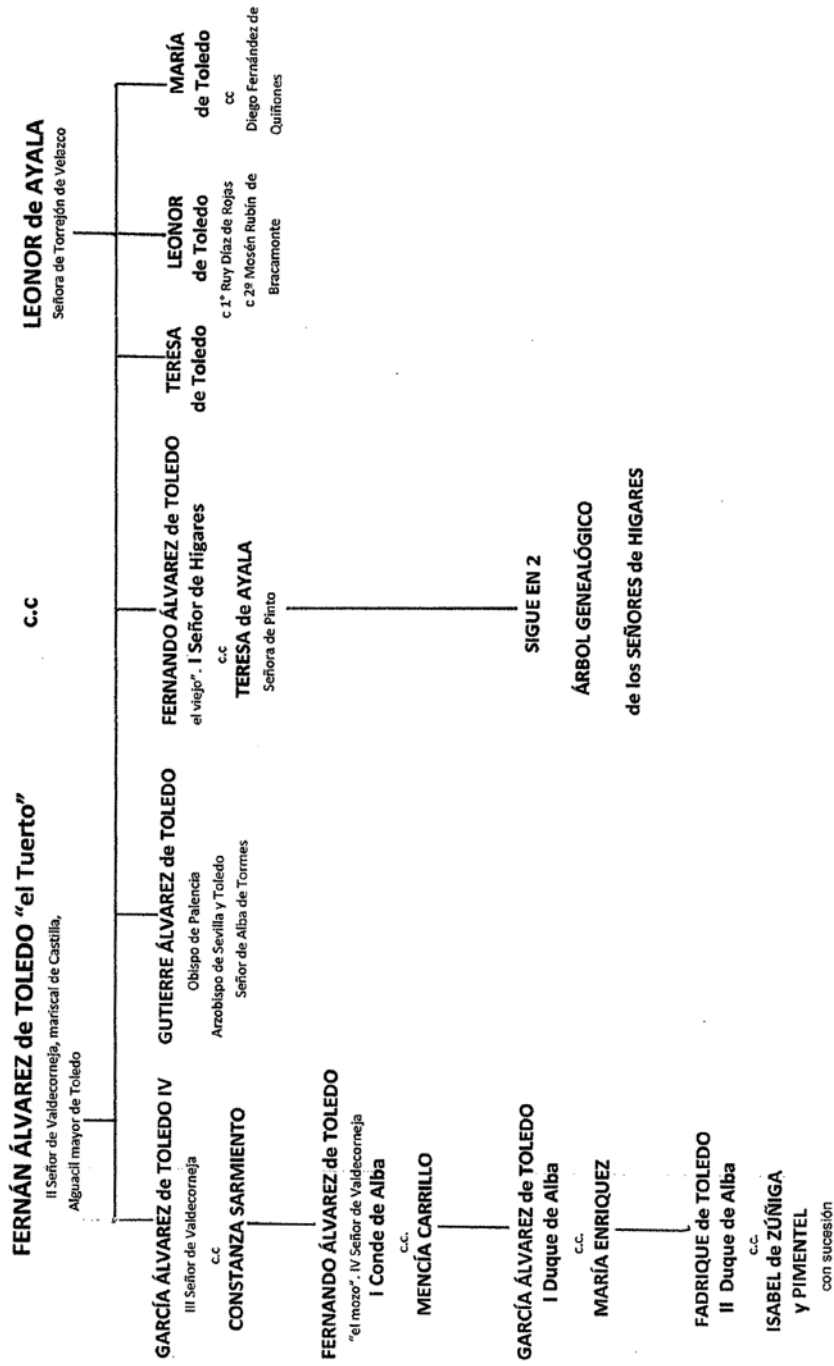 FERNÁN ÁLVAREZ de TOLEDO "el Tuerto"
II Señor de Valdecorneja, mariscal de Castilla,
Alguacil mayor de Toledo
c.c
LEONOR de AYALA
Señora de Torrejón de Velazco
GARCÍA ÁLVAREZ de TOLEDO IV
III Señor de Valdecorneja
c.c
CONSTANZA SARMIENTO
FERNANDO ÁLVAREZ de TOLEDO
"el mozo". IV Señor de Valdecorneja
I Conde de Alba
c.c.
MENCÍA CARRILLO
GARCÍA ÁLVAREZ de TOLEDO
I Duque de Alba
c.c.
MARÍA ENRIQUEZ
FADRIQUE de TOLEDO
II Duque de Alba
c.c.
ISABEL de ZÚÑIGA
y PIMENTEL
con sucesión
GUTIERRE ÁLVAREZ de TOLEDO
Obispo de Palencia
Arzobispo de Sevilla y Toledo
Señor de Alba de Tormes
FERNANDO ÁLVAREZ de TOLEDO
el viejo". I Señor de Higares
c.c
TERESA de AYALA
Señora de Pinto
SIGUE EN 2
ÁRBOL GENEALÓGICO
de los SEÑORES de HIGARES
TERESA
de Toledo
LEONOR
de Toledo
c 1º Ruy Díaz de Rojas
c 2º Mosén Rubín de
Bracamonte
MARÍA
de Toledo
cc
Diego Fernández de
Quiñones